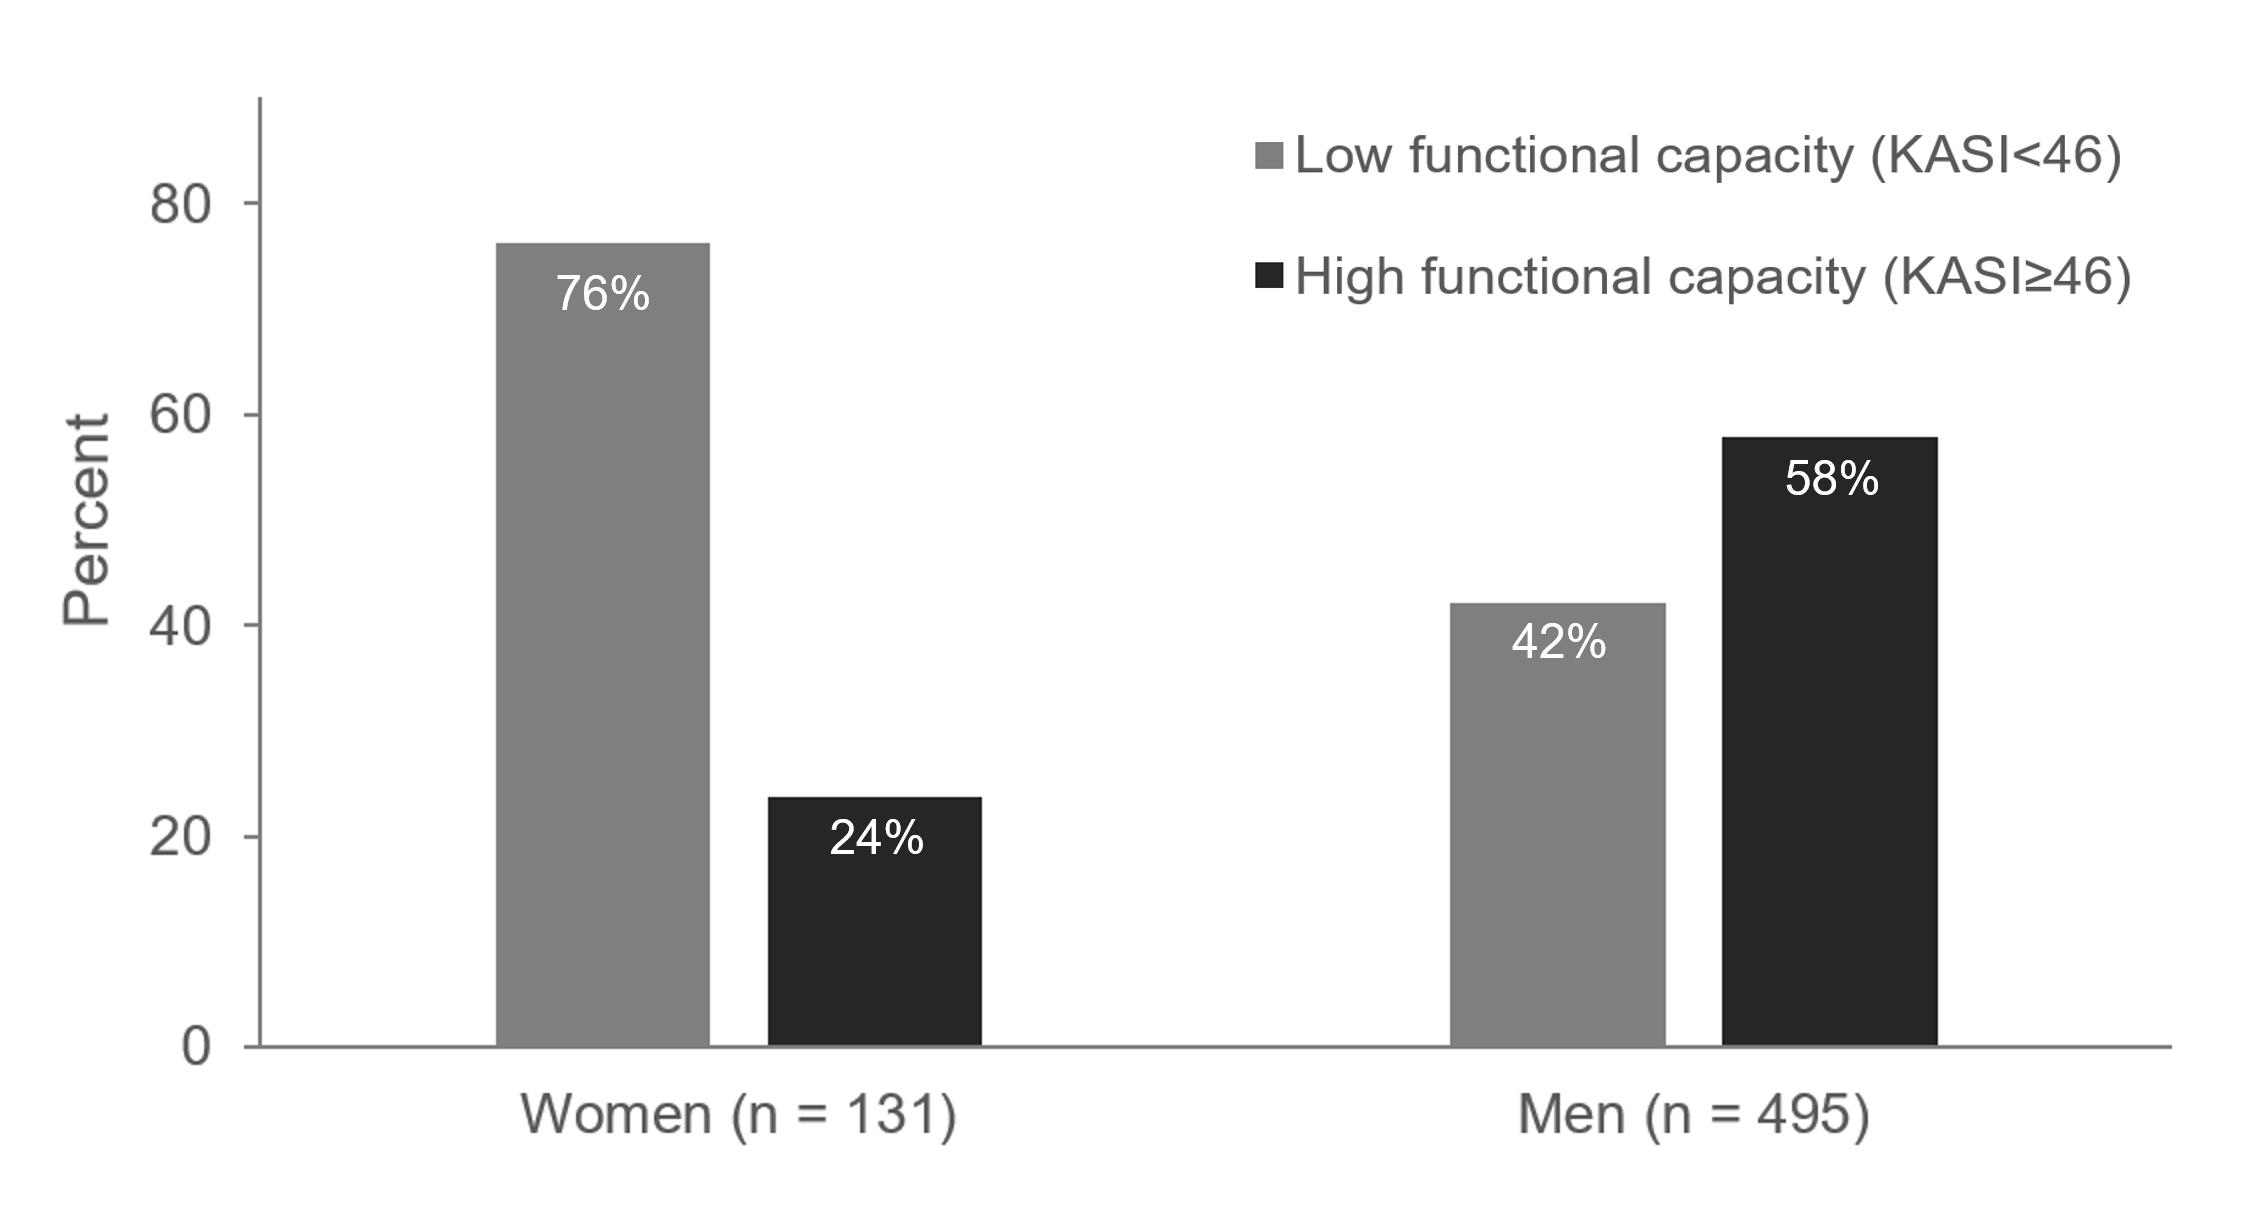 Low functional capacity (KASI<46)
High functional capacity (KASI≥46)
Percent
80
60
40
20
0
76%
24%
42%
58%
Women (n = 131)
Men (n = 495)